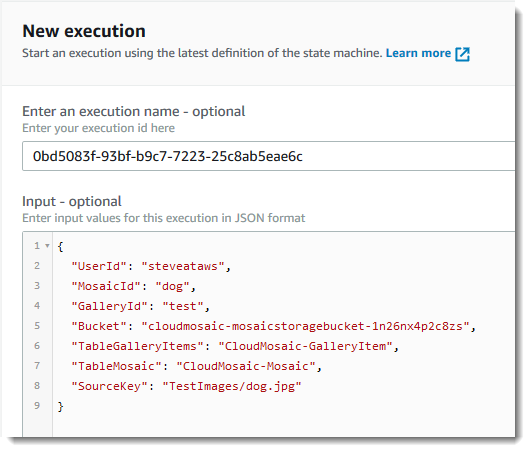 New execution
Start an execution using the latest definition of the state machine. Learn more
Enter an execution name - optional
Enter your execution id here
0bd5083f-93bf-b9c7-7223-25c8ab5eae6c
Input - optional
Enter input values for this execution in JSON format
1 {
2 "UserId": "steveataws",
3 "MosaicId": "dog",
4 "GalleryId": "test",
5 "Bucket": "cloudmosaic-mosaicstoragebucket-1n26nx4p2c8zs",
6 "TableGalleryItems": "CloudMosaic-GalleryItem",
7 "TableMosaic": "CloudMosaic-Mosaic",
8 "SourceKey": "TestImages/dog.jpg"
9 }